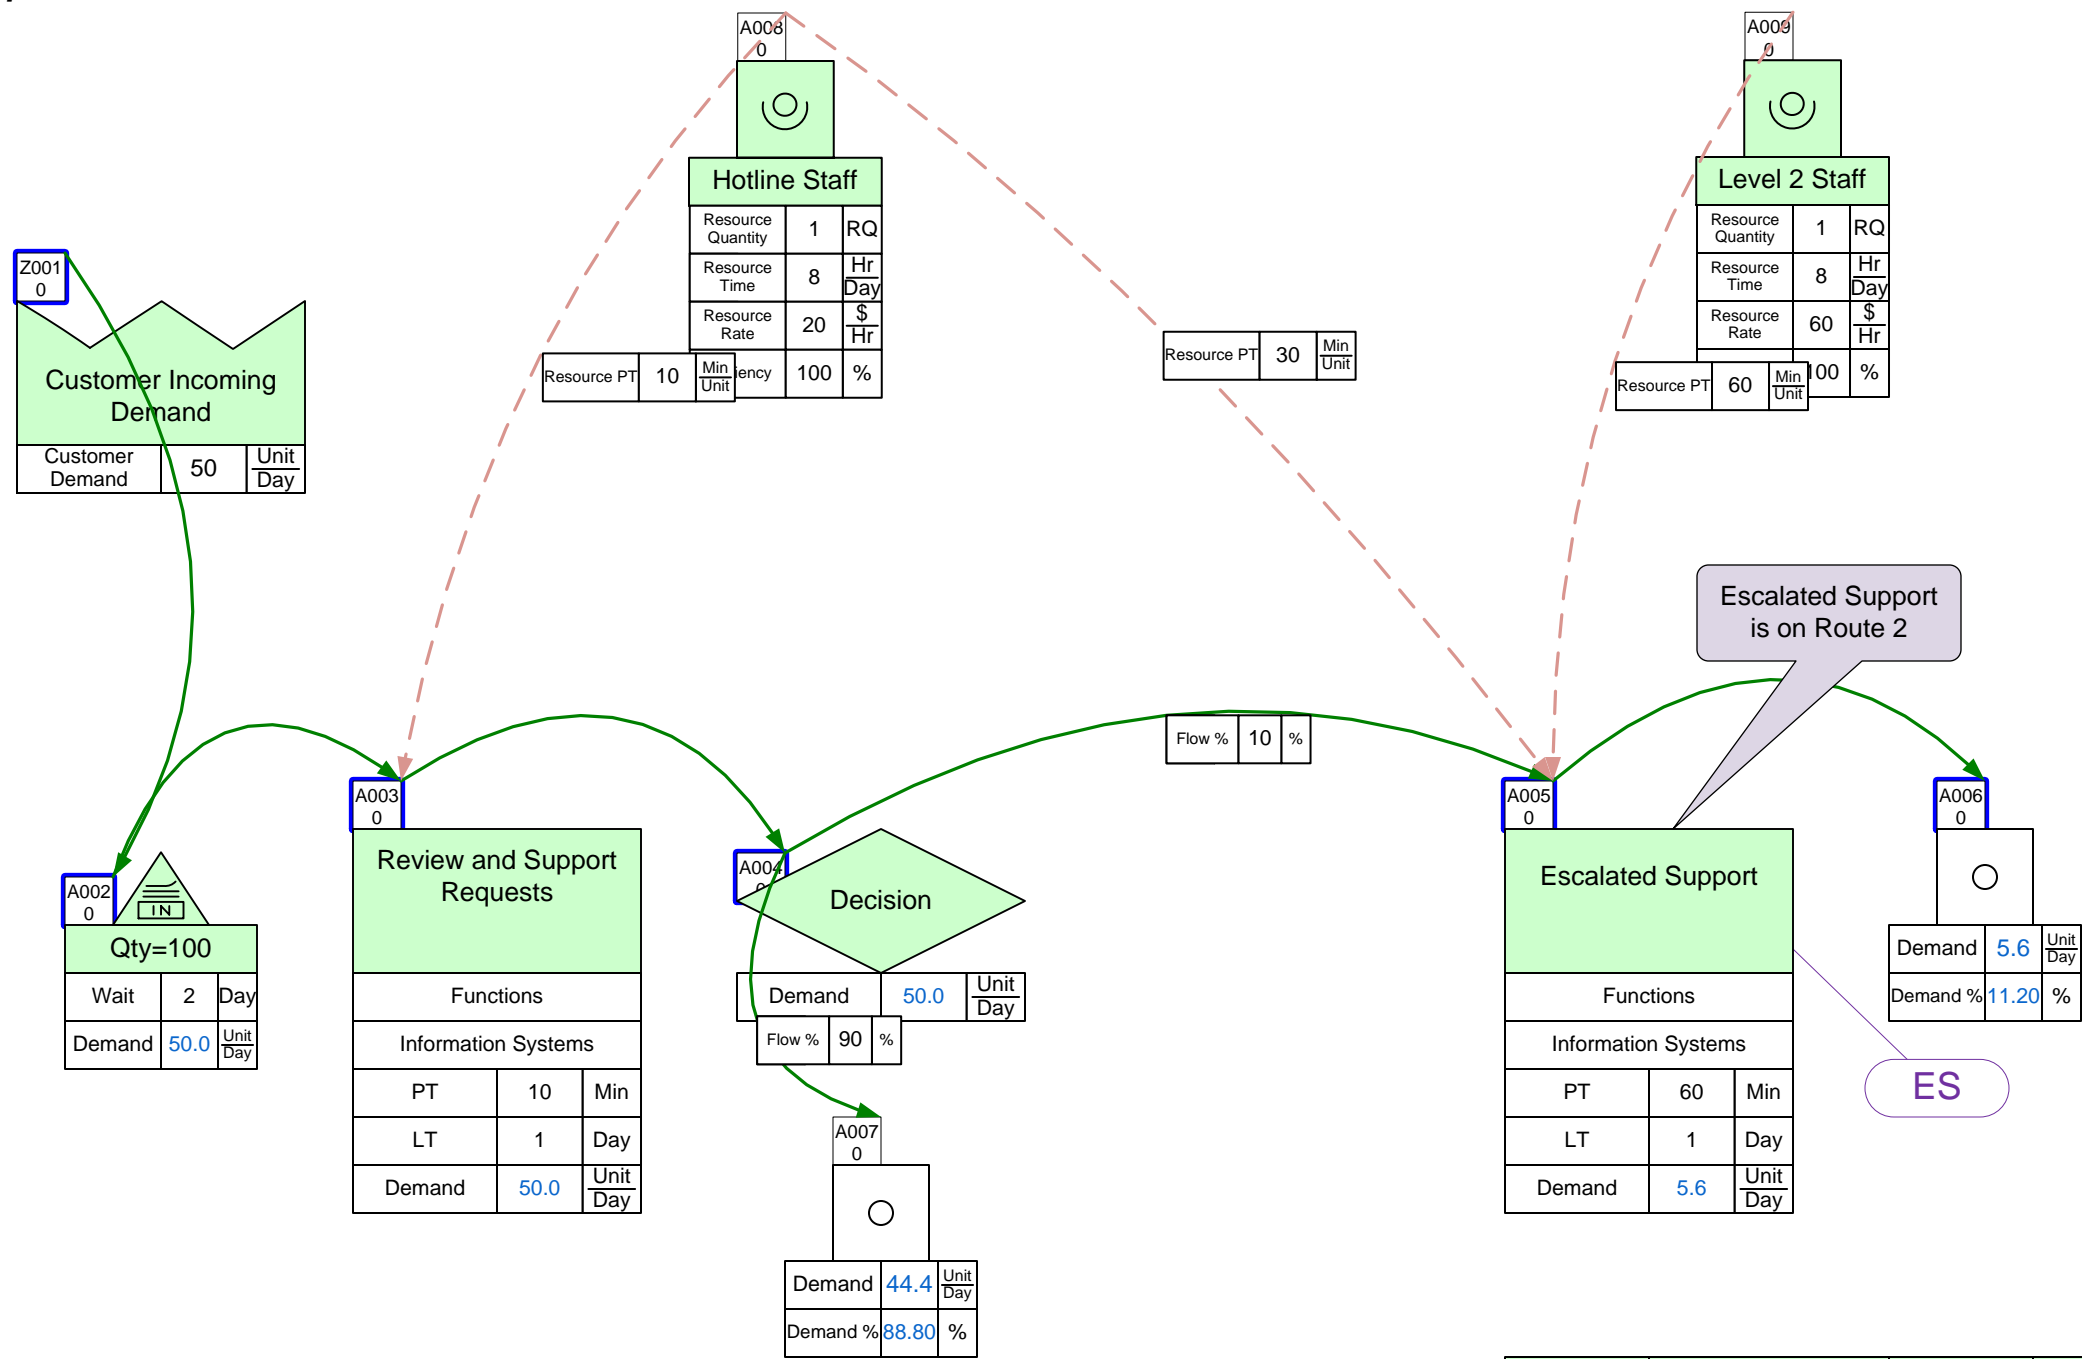 A008
0
Hotline Staff
Resource Quantity 1 RQ
Resource Time 8 Hr Day
Resource Rate 20 $ Hr
iency 100 %
Resource PT 10 Min Unit
Resource PT 30 Min Unit
A009
0
Level 2 Staff
Resource Quantity 1 RQ
Resource Time 8 Hr Day
Resource Rate 60 $ Hr
100 %
Resource PT 60 Min Unit
Z001
0
Customer Incoming
Demand
Customer Demand 50 Unit Day
Escalated Support
is on Route 2
A002
0
IN
Qty=100
Wait 2 Day
Demand 50.0 Unit Day
A003
0
Review and Support
Requests
Functions
Information Systems
PT 10 Min
LT 1 Day
Demand 50.0 Unit Day
A004
Decision
Demand 50.0 Unit Day
Flow % 10 %
Flow % 90 %
A007
0
Demand 44.4 Unit Day
Demand % 88.80 %
A005
0
Escalated Support
Functions
Information Systems
PT 60 Min
LT 1 Day
Demand 5.6 Unit Day
ES
A006
0
Demand 5.6 Unit Day
Demand % 11.20 %